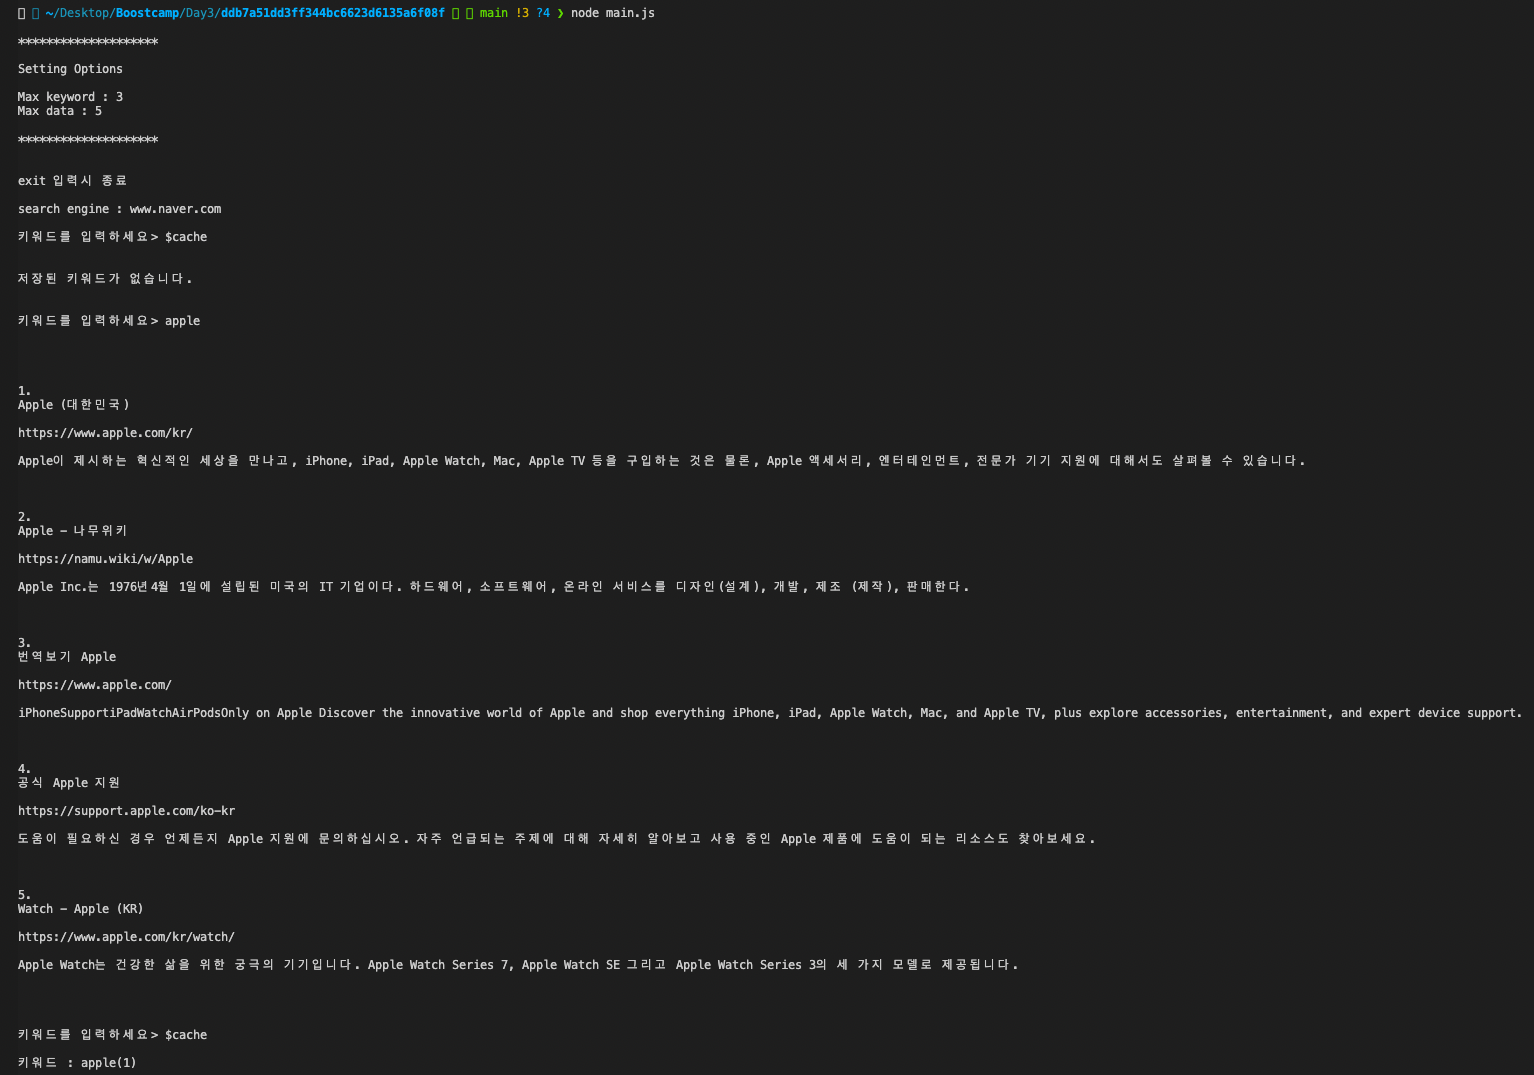 ~/Desktop/Boostcamp/Day3/ddb7a51dd3ff344bc6623d6135a6f08f main !3 ?4 ❯ node main.js
********************
Setting Options
Max keyword : 3
Max data : 5
********************
exit 입력시 종료
search engine : www.naver.com
키워드를 입력하세요> $cache
저장된 키워드가 없습니다.
키워드를 입력하세요> apple
1.
Apple (대한민국)
https://www.apple.com/kr/
Apple이 제시하는 혁신적인 세상을 만나고, iPhone, iPad, Apple Watch, Mac, Apple TV 등을 구입하는 것은 물론, Apple 액세서리, 엔터테인먼트, 전문가 기기 지원에 대해서도 살펴볼 수 있습니다.
2.
Apple - 나무위키
https://namu.wiki/w/Apple
Apple Inc.는 1976년 4월 1일에 설립된 미국의 IT 기업이다. 하드웨어, 소프트웨어, 온라인 서비스를 디자인(설계), 개발, 제조 (제작), 판매한다.
3.
번역보기 Apple
https://www.apple.com/
iPhoneSupportiPadWatchAirPodsOnly on Apple Discover the innovative world of Apple and shop everything iPhone, iPad, Apple Watch, Mac, and Apple TV, plus explore accessories, entertainment, and expert device support.
4.
공식 Apple 지원
https://support.apple.com/ko-kr
도움이 필요하신 경우 언제든지 Apple 지원에 문의하십시오. 자주 언급되는 주제에 대해 자세히 알아보고 사용 중인 Apple 제품에 도움이 되는 리소스도 찾아보세요.
5.
Watch - Apple (KR)
https://www.apple.com/kr/watch/
Apple Watch는 건강한 삶을 위한 궁극의 기기입니다. Apple Watch Series 7, Apple Watch SE 그리고 Apple Watch Series 3의 세 가지 모델로 제공됩니다.
키워드를 입력하세요> $cache
키워드 : apple(1)